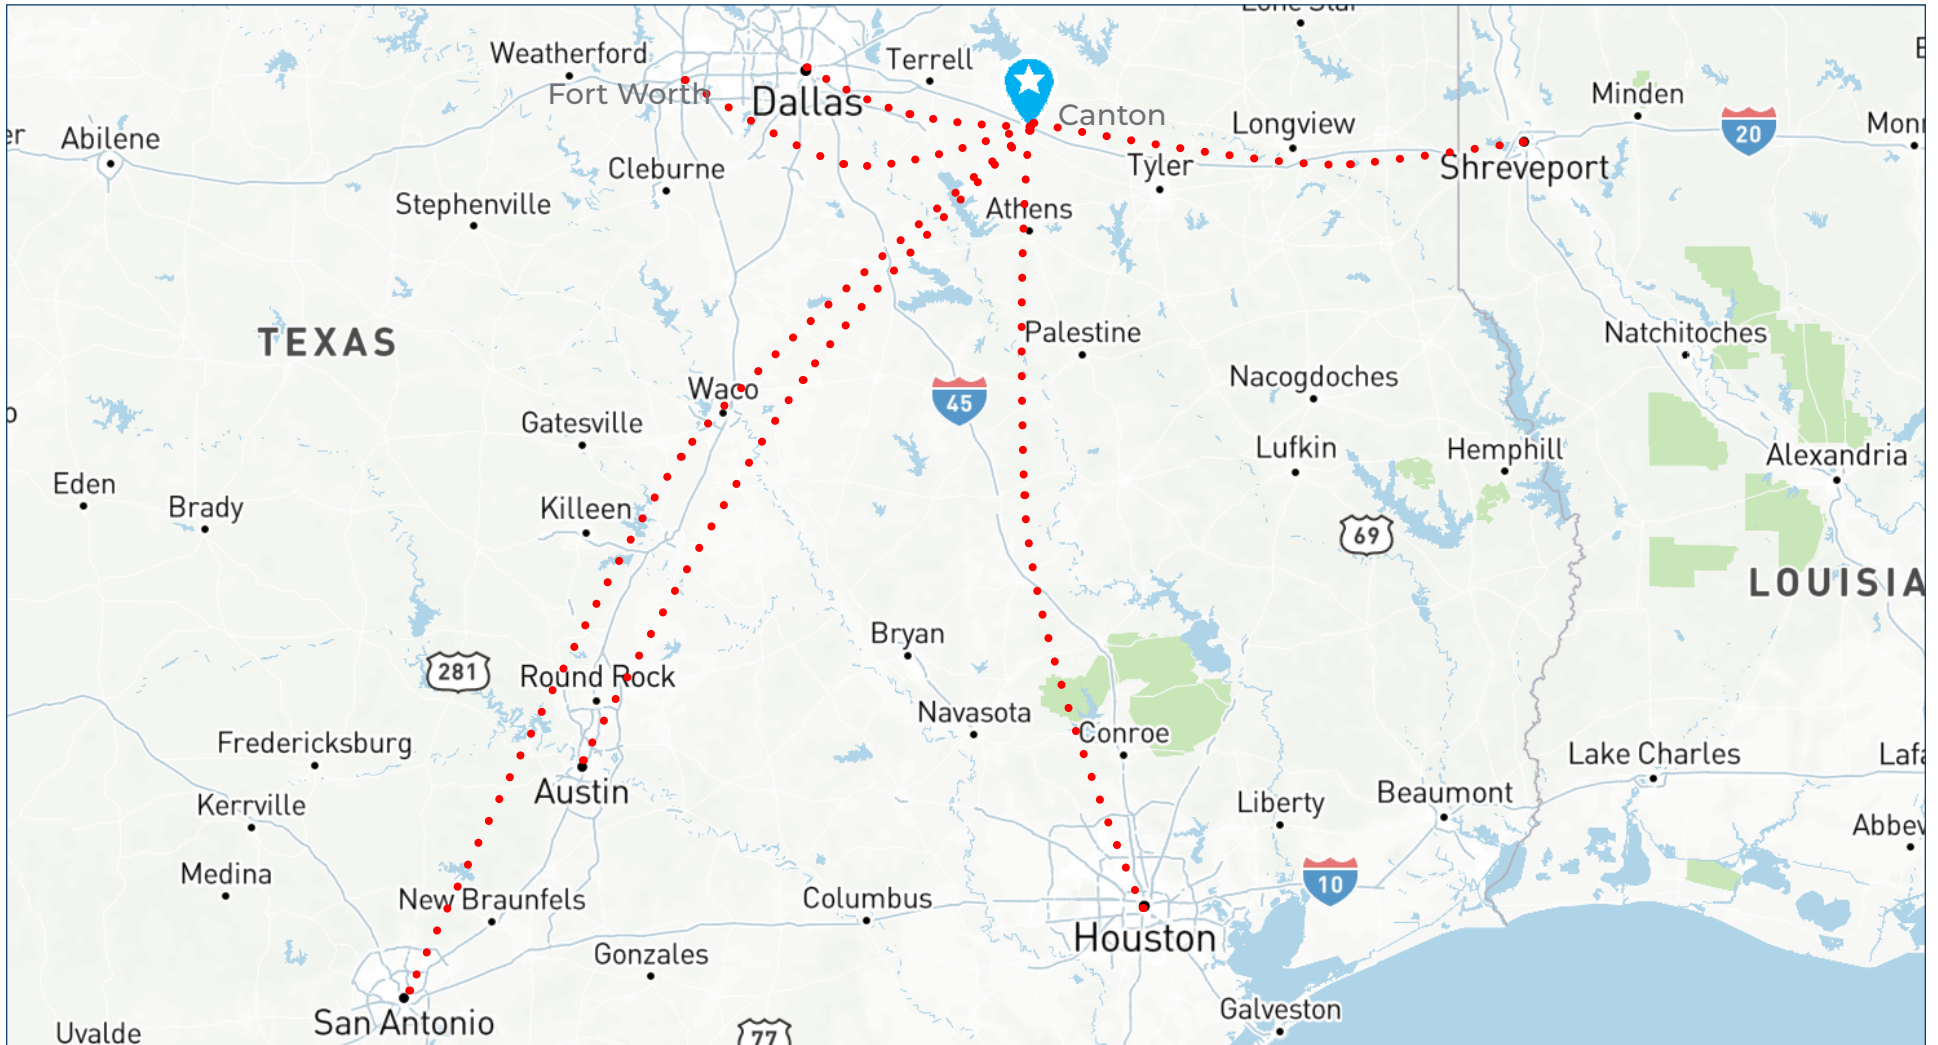 Weatherford
Terrell
Fort Worth
Dallas
Canton
Minden
20
Longview
Abilene
Cleburne
Tyler
Shreveport
Stephenville
Athens
TEXAS
Palestine
Natchitoches
Waco
Nacogdoches
45
Gatesville
Lufkin
Hemphill
Alexandria
Eden
Brady
Killeen
69
LOUISIA
Bryan
281
Round Rock
Navasota
Conroe
Fredericksburg
Lake Charles
Lafa
Austin
Kerrville
Liberty
Beaumont
Abbev
Medina
10
New Braunfels
Columbus
Houston
Gonzales
Galveston
San Antonio
Uvalde
77